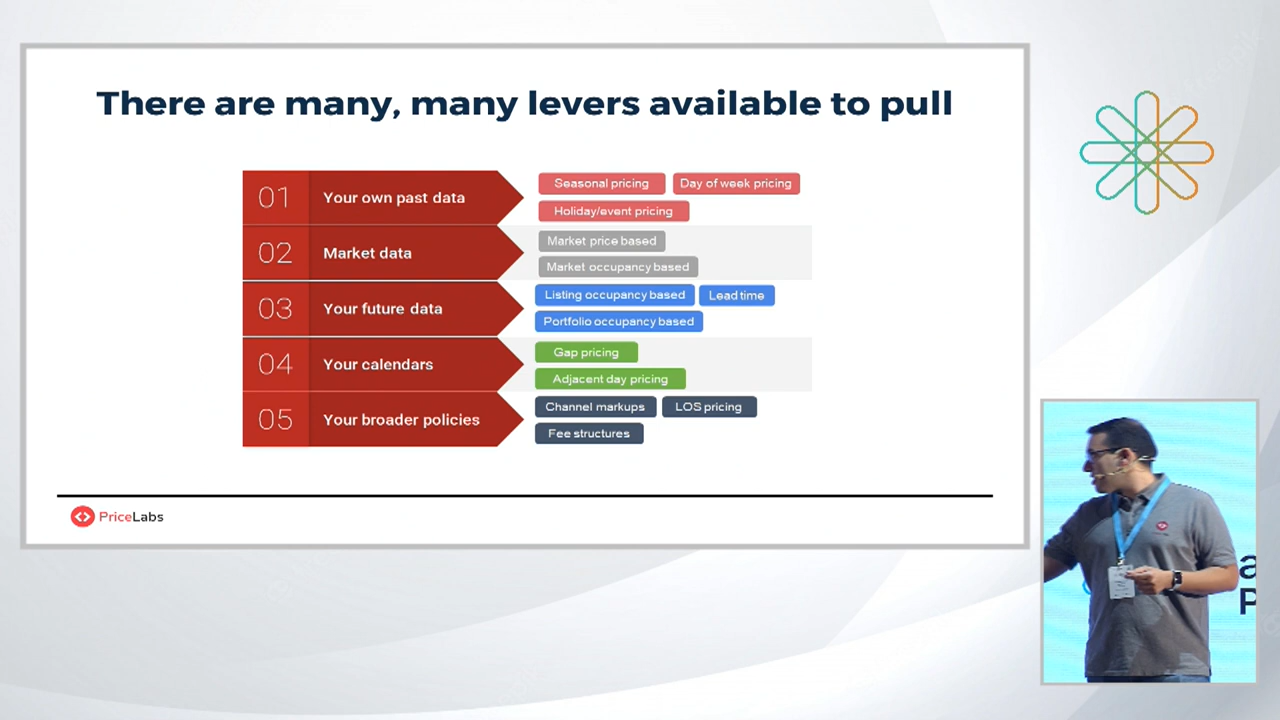 There are many, many levers available to pull
01 Your own past data
Seasonal pricing Day of week pricing
Holiday/event pricing
02 Market data
Market price based
Market occupancy based
03 Your future data
Listing occupancy based Lead time
Portfolio occupancy based
04 Your calendars
Gap pricing
Adjacent day pricing
05 Your broader policies
Channel markups LOS pricing
Fee structures
PriceLabs
a
P